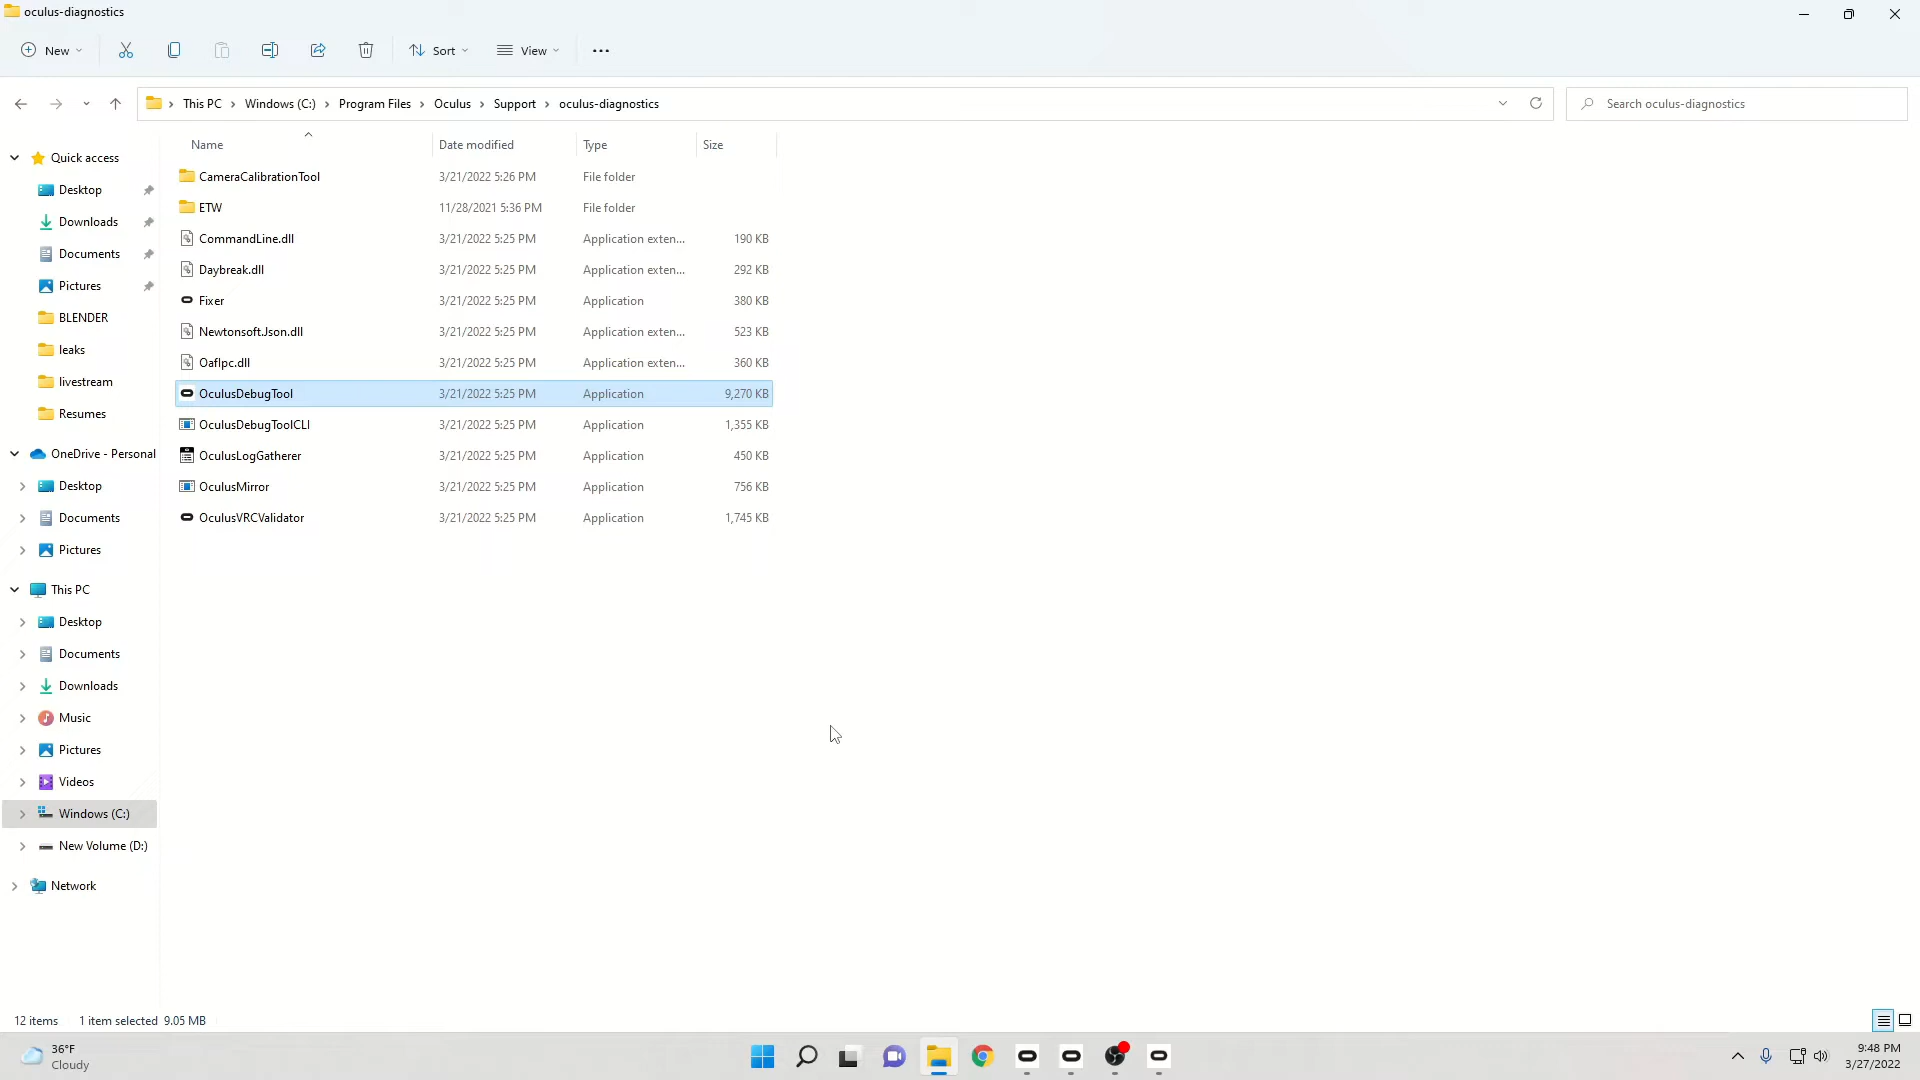 oculus-diagnostics
New Sort View
This PC Windows (C:) Program Files Oculus Support oculus-diagnostics Search oculus-diagnostics
Name Date modified Type Size
Quick access
Desktop
Downloads
Documents
Pictures
BLENDER
leaks
livestream
Resumes
OneDrive - Personal
Desktop
Documents
Pictures
This PC
Desktop
Documents
Downloads
Music
Pictures
Videos
Windows (C:)
New Volume (D:)
Network
CameraCalibrationTool 3/21/2022 5:26 PM File folder
ETW 11/28/2021 5:36 PM File folder
CommandLine.dll 3/21/2022 5:25 PM Application exten... 190 KB
Daybreak.dll 3/21/2022 5:25 PM Application exten... 292 KB
Fixer 3/21/2022 5:25 PM Application 380 KB
Newtonsoft.Json.dll 3/21/2022 5:25 PM Application exten... 523 KB
OafIpc.dll 3/21/2022 5:25 PM Application exten... 360 KB
OculusDebugTool 3/21/2022 5:25 PM Application 9,270 KB
OculusDebugToolCLI 3/21/2022 5:25 PM Application 1,355 KB
OculusLogGatherer 3/21/2022 5:25 PM Application 450 KB
OculusMirror 3/21/2022 5:25 PM Application 756 KB
OculusVRCValidator 3/21/2022 5:25 PM Application 1,745 KB
12 items 1 item selected 9.05 MB
36°F
Cloudy
9:48 PM
3/27/2022